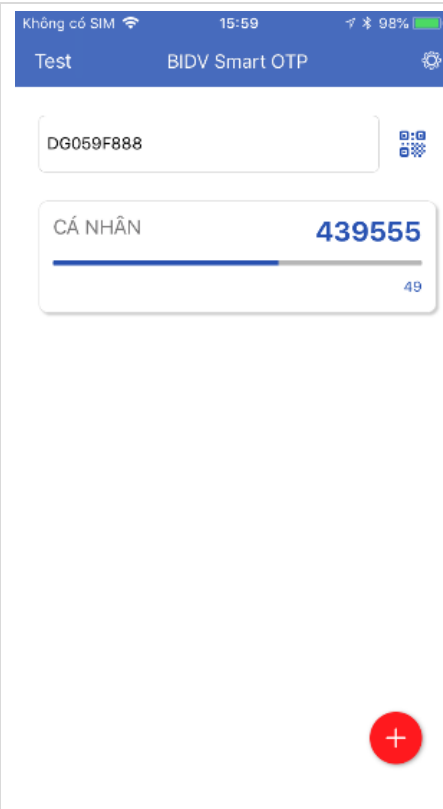 Không có SIM 15:59 98%
Test BIDV Smart OTP
DG059F888
CÁ NHÂN 439555
49